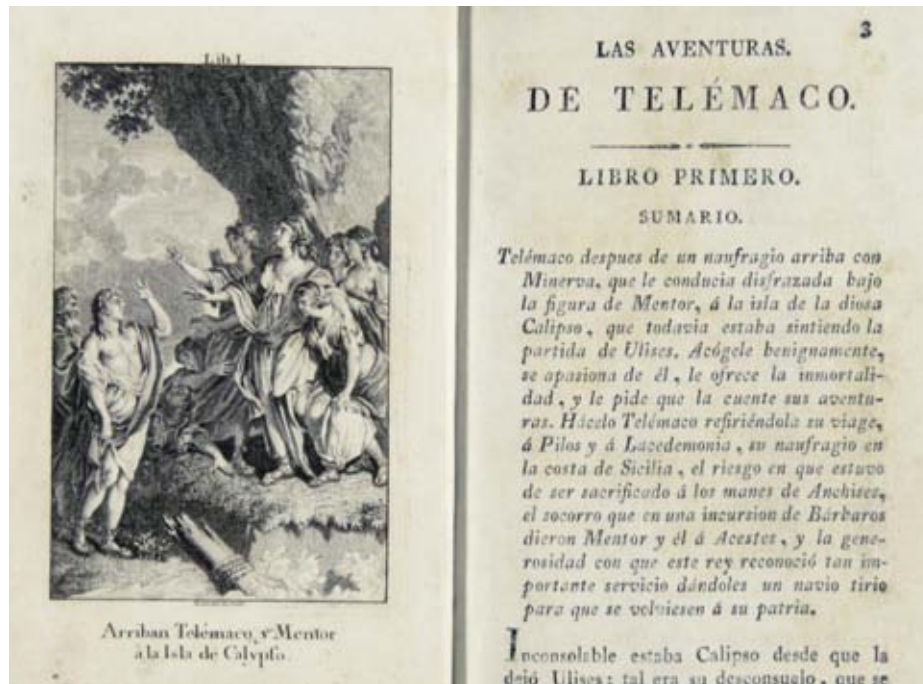 Lib. I.
Arriban Telémaco, y Mentor
à la Isla de Calypso.
3
LAS AVENTURAS.
DE TELÉMACO.
LIBRO PRIMERO.
SUMARIO.
Telémaco despues de un naufragio arriba con
Minerva, que le conducia disfrazada bajo
la figura de Mentor, á la isla de la diosa
Calipso, que todavia estaba sintiendo la
partida de Ulises. Acógele benignamente,
se apasiona de él, le ofrece la inmortali-
dad, y le pide que la cuente sus aventu-
ras. Hácelo Telémaco refiriéndola su viage,
á Pilos y á Lacedemonia, su naufragio en
la costa de Sicilia, el riesgo en que estuvo
de ser sacrificado á los manes de Anchises,
el socorro que en una incursion de Bárbaros
dieron Mentor y él á Acestes, y la gene-
rosidad con que este rey reconoció tan im-
portante servicio dándoles un navio tirio
para que se volviesen á su patria.
Inconsolable estaba Calipso desde que la
dejó Ulises: tal era su desconsuelo, que se